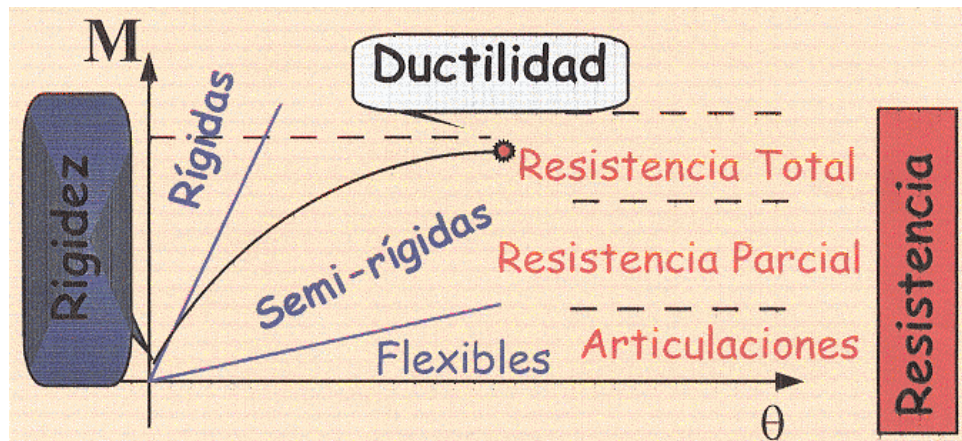 M
Ductilidad
Rígidas
Rigidez
Resistencia Total
Semi-rígidas
Resistencia Parcial
Flexibles
Articulaciones
Resistencia
θ